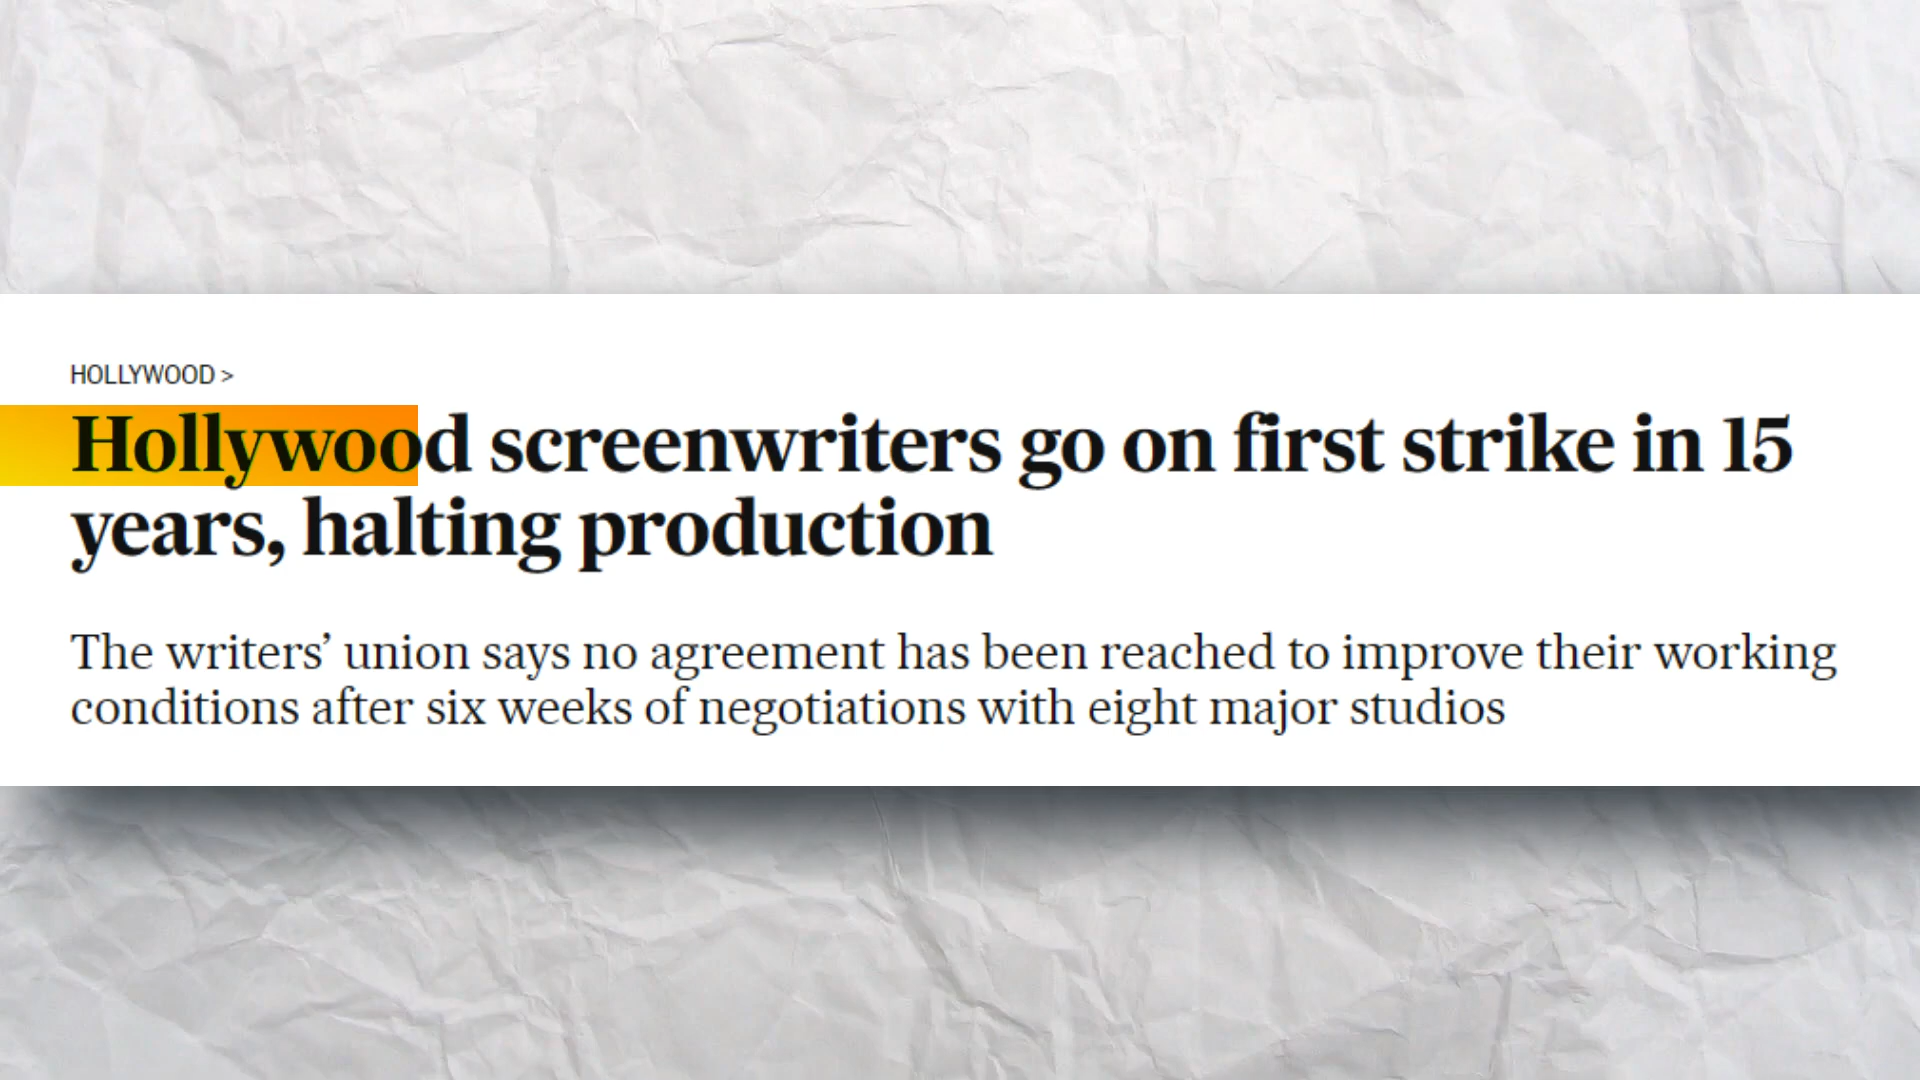 HOLLYWOOD >
Hollywood screenwriters go on first strike in 15
years, halting production
The writers’ union says no agreement has been reached to improve their working
conditions after six weeks of negotiations with eight major studios